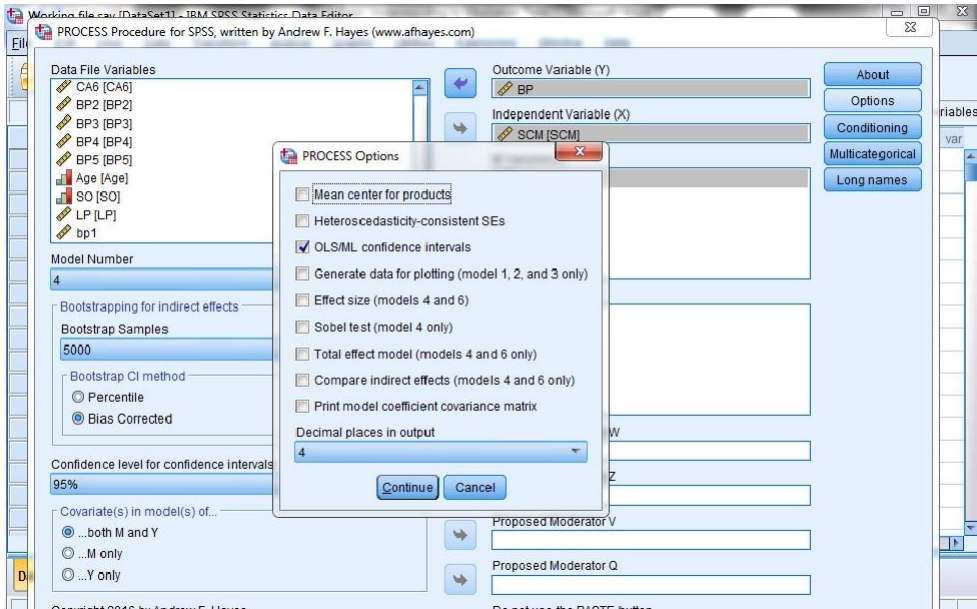 Working file.sav [DataSet1] - IBM SPSS Statistics Data Editor
PROCESS Procedure for SPSS, written by Andrew F. Hayes (www.afhayes.com)
Data File Variables
CA6 [CA6]
BP2 [BP2]
BP3 [BP3]
BP4 [BP4]
BP5 [BP5]
Age [Age]
SO [SO]
LP [LP]
bp1
Model Number
4
Bootstrapping for indirect effects
Bootstrap Samples
5000
Bootstrap CI method
Percentile
Bias Corrected
Confidence level for confidence intervals
95%
Covariate(s) in model(s) of...
...both M and Y
...M only
...Y only
Outcome Variable (Y)
BP
Independent Variable (X)
SCM [SCM]
PROCESS Options
Mean center for products
Heteroscedasticity-consistent SEs
OLS/ML confidence intervals
Generate data for plotting (model 1, 2, and 3 only)
Effect size (models 4 and 6)
Sobel test (model 4 only)
Total effect model (models 4 and 6 only)
Compare indirect effects (models 4 and 6 only)
Print model coefficient covariance matrix
Decimal places in output
4
Continue
Cancel
W
Z
Proposed Moderator V
Proposed Moderator Q
About
Options
Conditioning
Multicategorical
Long names
riables
var